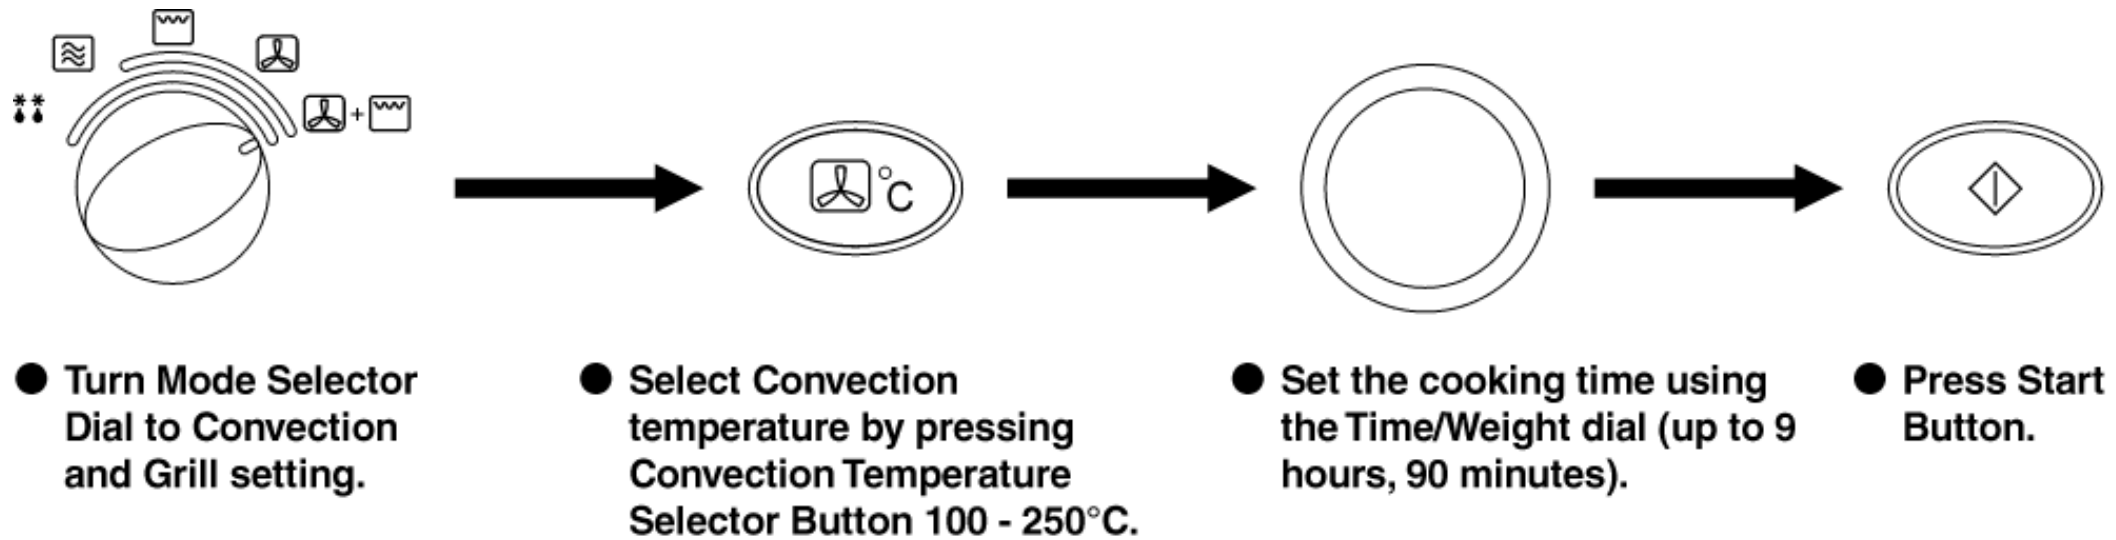 +
°C
● Turn Mode Selector
Dial to Convection
and Grill setting.
● Select Convection
temperature by pressing
Convection Temperature
Selector Button 100 - 250°C.
● Set the cooking time using
the Time/Weight dial (up to 9
hours, 90 minutes).
● Press Start
Button.